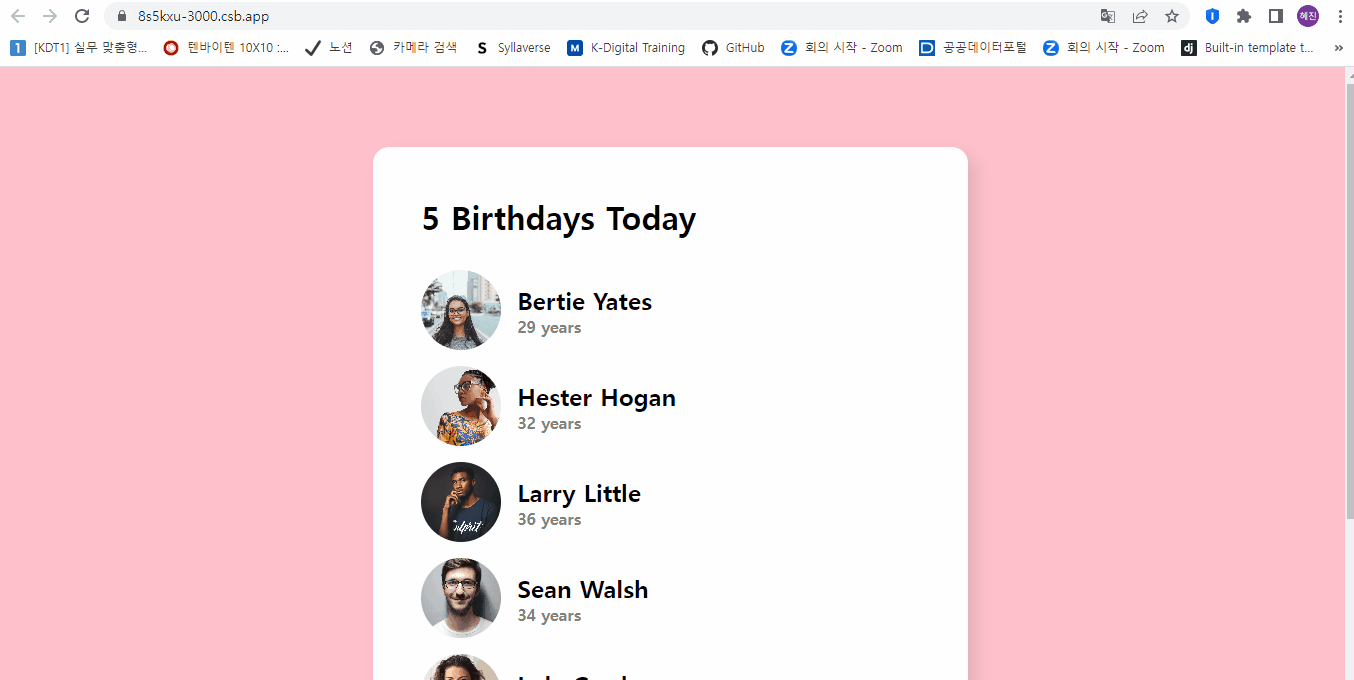 8s5kxu-3000.csb.app
혜진
1 [KDT1] 실무 맞춤형... 텐바이텐 10X10 :... 노션 카메라 검색 S Syllaverse M K-Digital Training GitHub Z 회의 시작 - Zoom D 공공데이터포털 Z 회의 시작 - Zoom dj Built-in template t... »
5 Birthdays Today
Bertie Yates
29 years
Hester Hogan
32 years
Larry Little
36 years
Sean Walsh
34 years